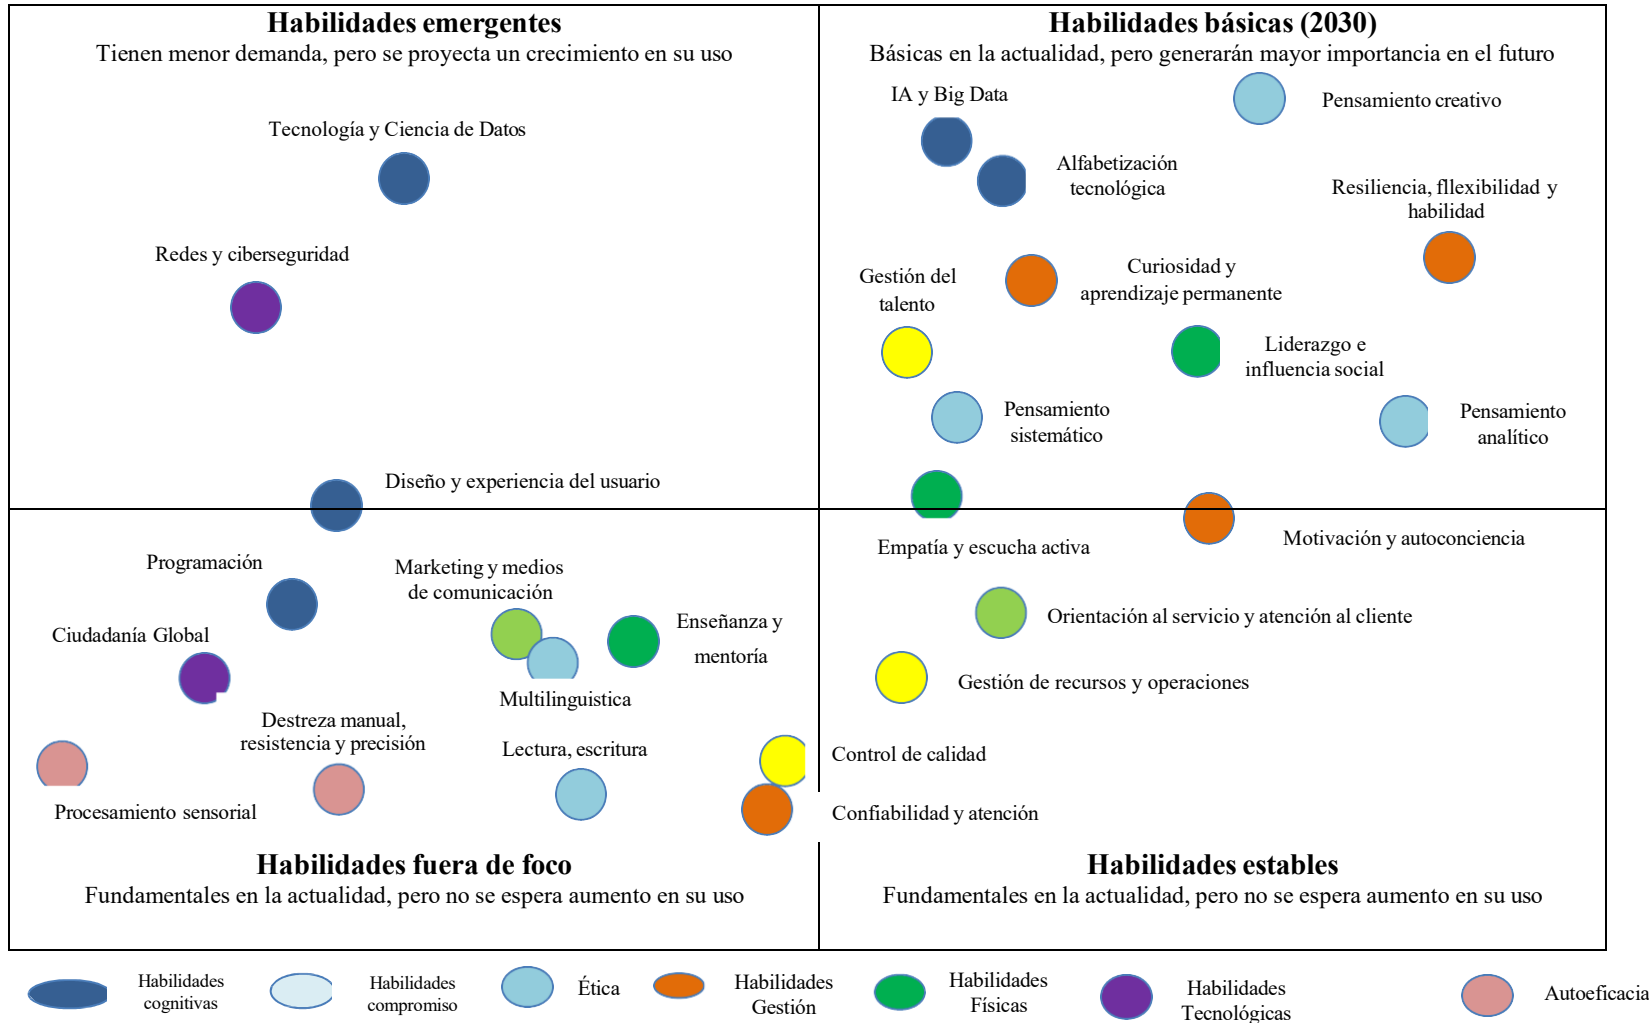 Habilidades emergentes
Tienen menor demanda, pero se proyecta un crecimiento en su uso
Tecnología y Ciencia de Datos
Redes y ciberseguridad
Diseño y experiencia del usuario
Habilidades básicas (2030)
Básicas en la actualidad, pero generarán mayor importancia en el futuro
IA y Big Data
Pensamiento creativo
Alfabetización
tecnológica
Resiliencia, fllexibilidad y
habilidad
Gestión del
talento
Curiosidad y
aprendizaje permanente
Liderazgo e
influencia social
Pensamiento
sistemático
Pensamiento
analítico
Programación
Marketing y medios
de comunicación
Ciudadanía Global
Enseñanza y
mentoría
Multilinguistica
Destreza manual,
resistencia y precisión
Lectura, escritura
Procesamiento sensorial
Habilidades fuera de foco
Fundamentales en la actualidad, pero no se espera aumento en su uso
Empatía y escucha activa
Motivación y autoconciencia
Orientación al servicio y atención al cliente
Gestión de recursos y operaciones
Control de calidad
Confiabilidad y atención
Habilidades estables
Fundamentales en la actualidad, pero no se espera aumento en su uso
Habilidades
cognitivas
Habilidades
compromiso
Ética
Habilidades
Gestión
Habilidades
Físicas
Habilidades
Tecnológicas
Autoeficacia